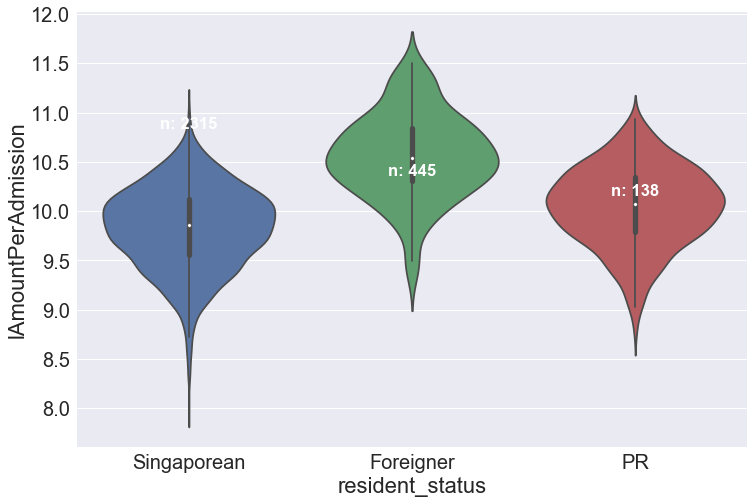 12.0
11.5
11.0
10.5
10.0
9.5
9.0
8.5
8.0
lAmountPerAdmission
n: 2315
n: 445
n: 138
Singaporean
Foreigner
PR
resident_status